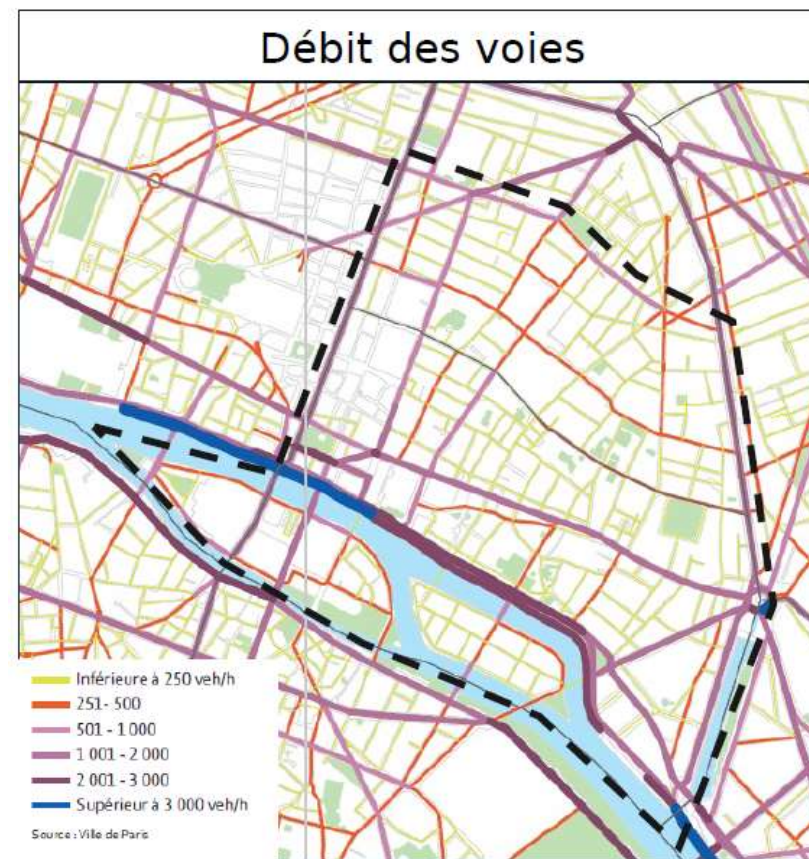 Débit des voies
Inférieure à 250 veh/h
251- 500
501 - 1 000
1 001 - 2 000
2 001 - 3 000
Supérieur à 3 000 veh/h
Source : Ville de Paris